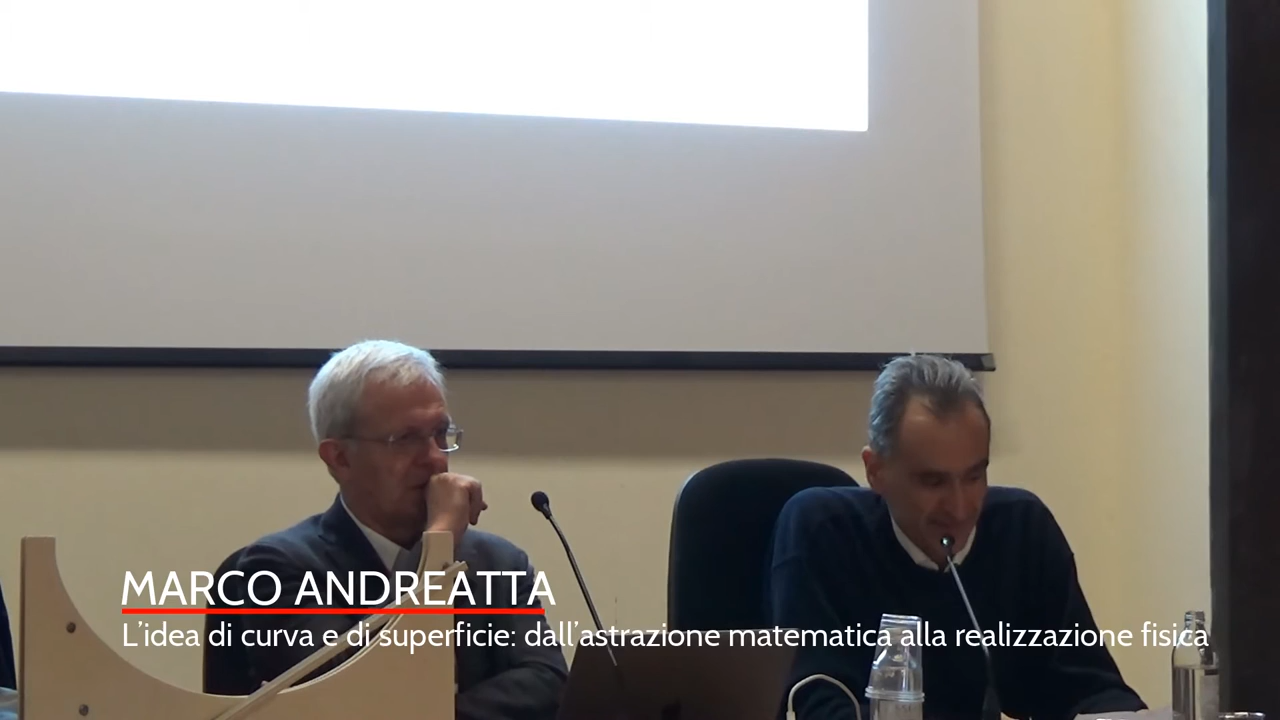 MARCO ANDREATTA
L’idea di curva e di superficie: dall’astrazione matematica alla realizzazione fisica